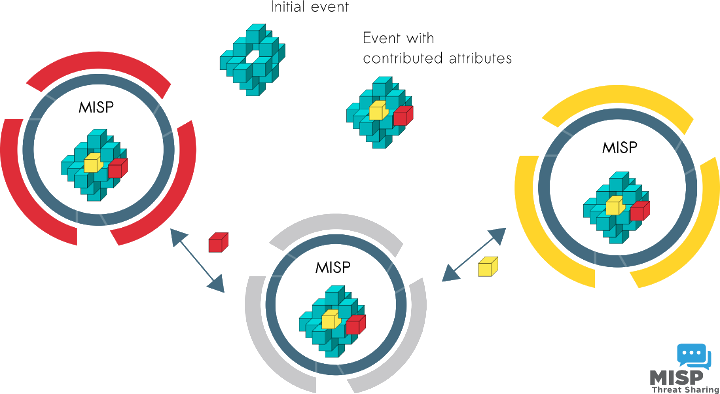 Initial event
Event with
contributed attributes
MISP
MISP
MISP
MISP
Threat Sharing